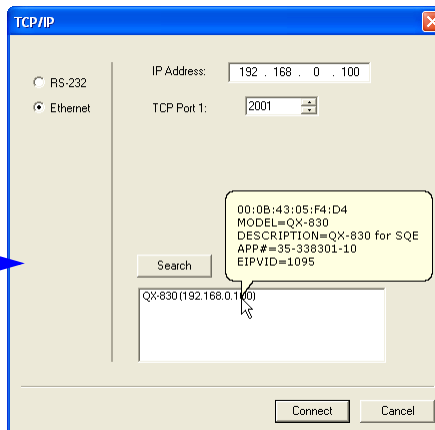 TCP/IP
RS-232
Ethernet
IP Address: 192 . 168 . 0 . 100
TCP Port 1: 2001
00:0B:43:05:F4:D4
MODEL=QX-830
DESCRIPTION=QX-830 for SQE
APP#=35-338301-10
EIPVID=1095
Search
QX-830(192.168.0.100)
Connect
Cancel